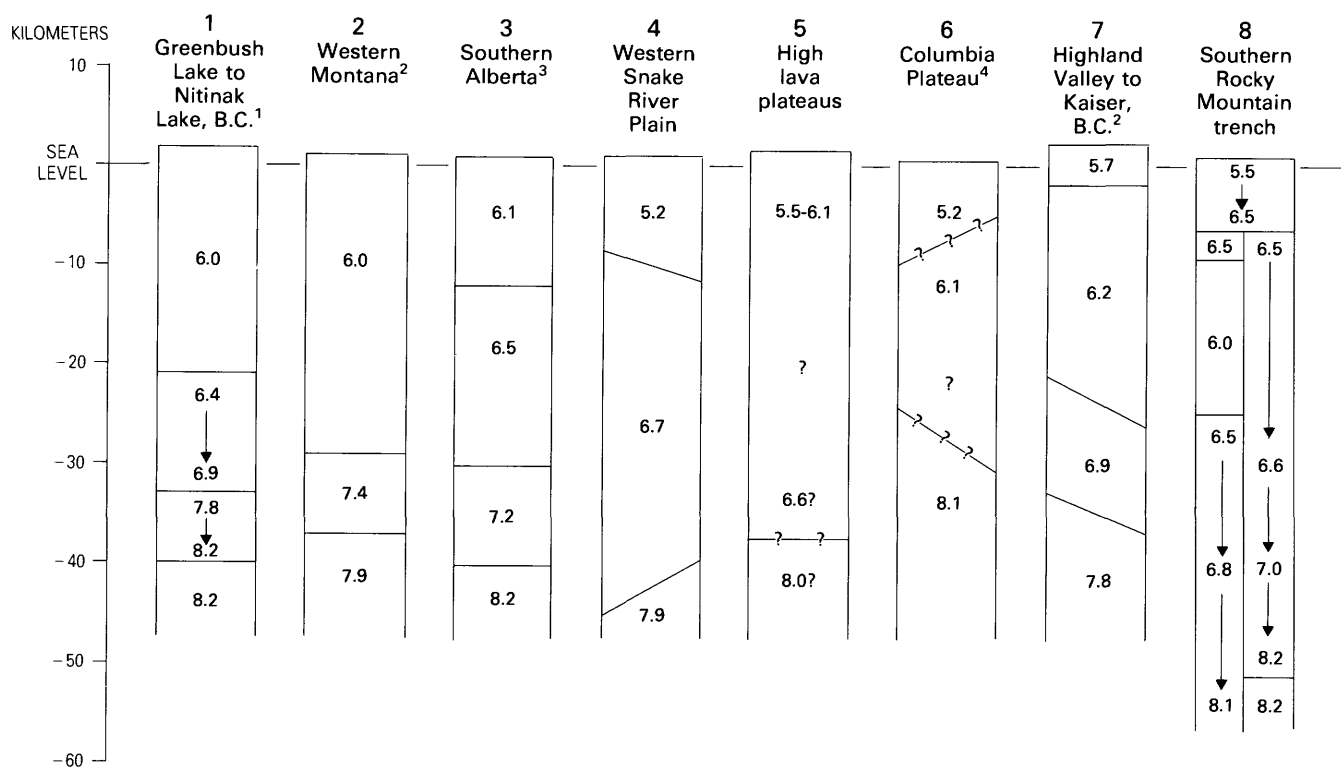 KILOMETERS
10
SEA
LEVEL
-10
-20
-30
-40
-50
-60
1
Greenbush
Lake to
Nitinak
Lake, B.C.1
6.0
6.4
6.9
7.8
8.2
8.2
2
Western
Montana2
6.0
7.4
7.9
3
Southern
Alberta3
6.1
6.5
7.2
8.2
4
Western
Snake
River
Plain
5.2
6.7
7.9
5
High
lava
plateaus
5.5-6.1
?
6.6?
? ?
8.0?
6
Columbia
Plateau4
5.2
? ? ?
6.1
?
? ? ?
8.1
7
Highland
Valley to
Kaiser,
B.C.2
5.7
6.2
6.9
7.8
8
Southern
Rocky
Mountain
trench
5.5
6.5
6.5 6.5
6.0
6.5
6.6
6.8 7.0
8.2
8.1 8.2